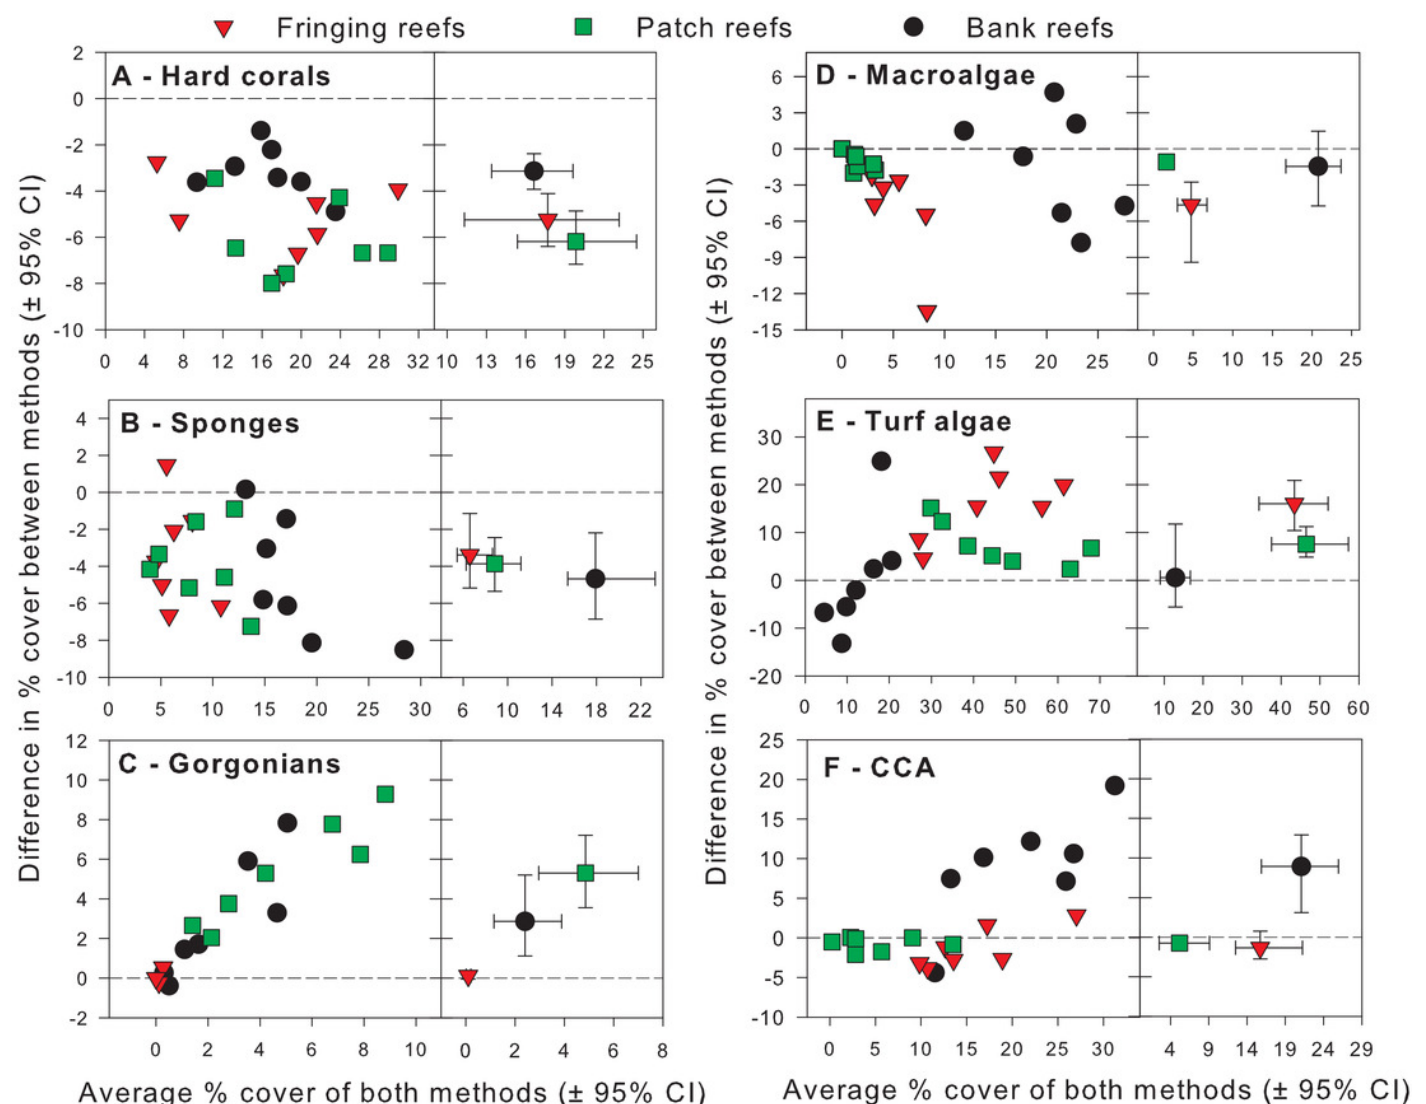 Fringing reefs Patch reefs Bank reefs
Difference in % cover between methods (± 95% CI)
A - Hard corals
2
0
-2
-4
-6
-8
-10
0 4 8 12 16 20 24 28 32 10 13 16 19 22 25
B - Sponges
4
2
0
-2
-4
-6
-8
-10
0 5 10 15 20 25 30 6 10 14 18 22
C - Gorgonians
12
10
8
6
4
2
0
-2
0 2 4 6 8 10 0 2 4 6 8
Average % cover of both methods (± 95% CI)
Difference in % cover between methods (± 95% CI)
D - Macroalgae
6
3
0
-3
-6
-9
-12
-15
0 5 10 15 20 25 0 5 10 15 20 25
E - Turf algae
30
20
10
0
-10
-20
0 10 20 30 40 50 60 70 10 20 30 40 50 60
F - CCA
25
20
15
10
5
0
-5
-10
0 5 10 15 20 25 30 4 9 14 19 24 29
Average % cover of both methods (± 95% CI)